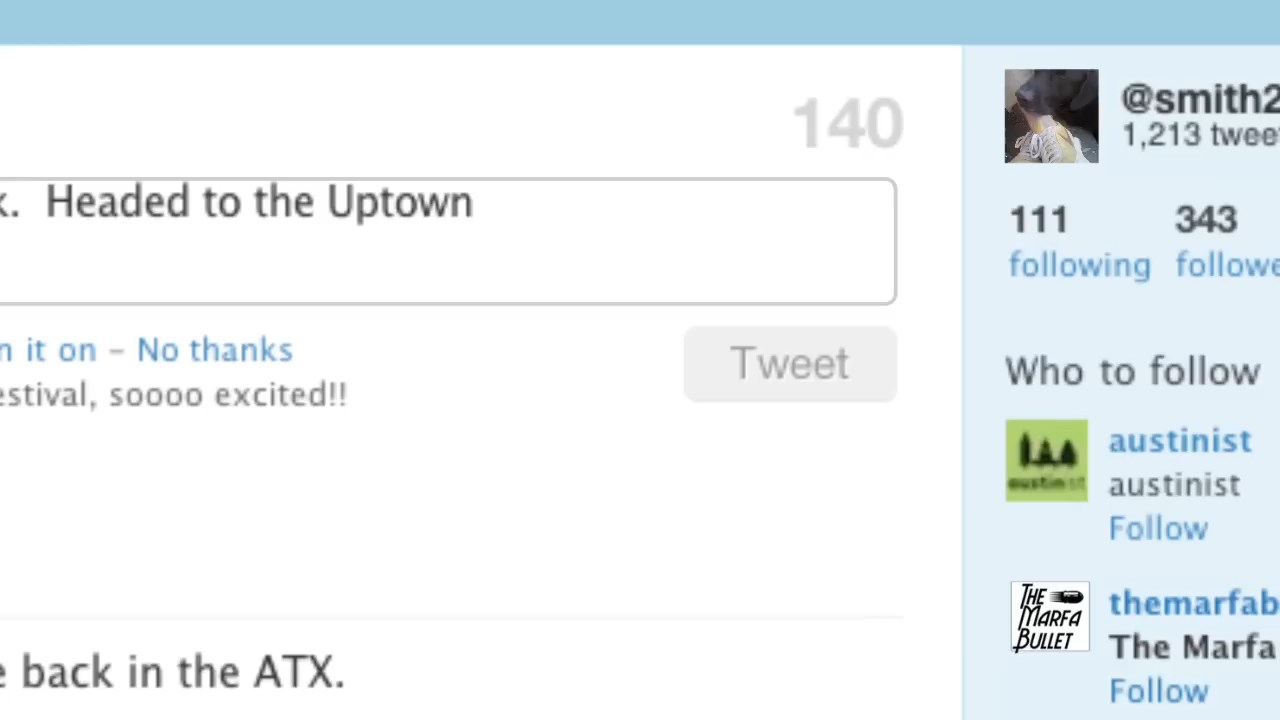 140
k. Headed to the Uptown
n it on – No thanks
estival, soooo excited!!
Tweet
e back in the ATX.
@smith2
1,213 twee
111 343
following followe
Who to follow
austinist
austinist
austinist
Follow
THE
MARFA
BULLET
themarfab
The Marfa
Follow